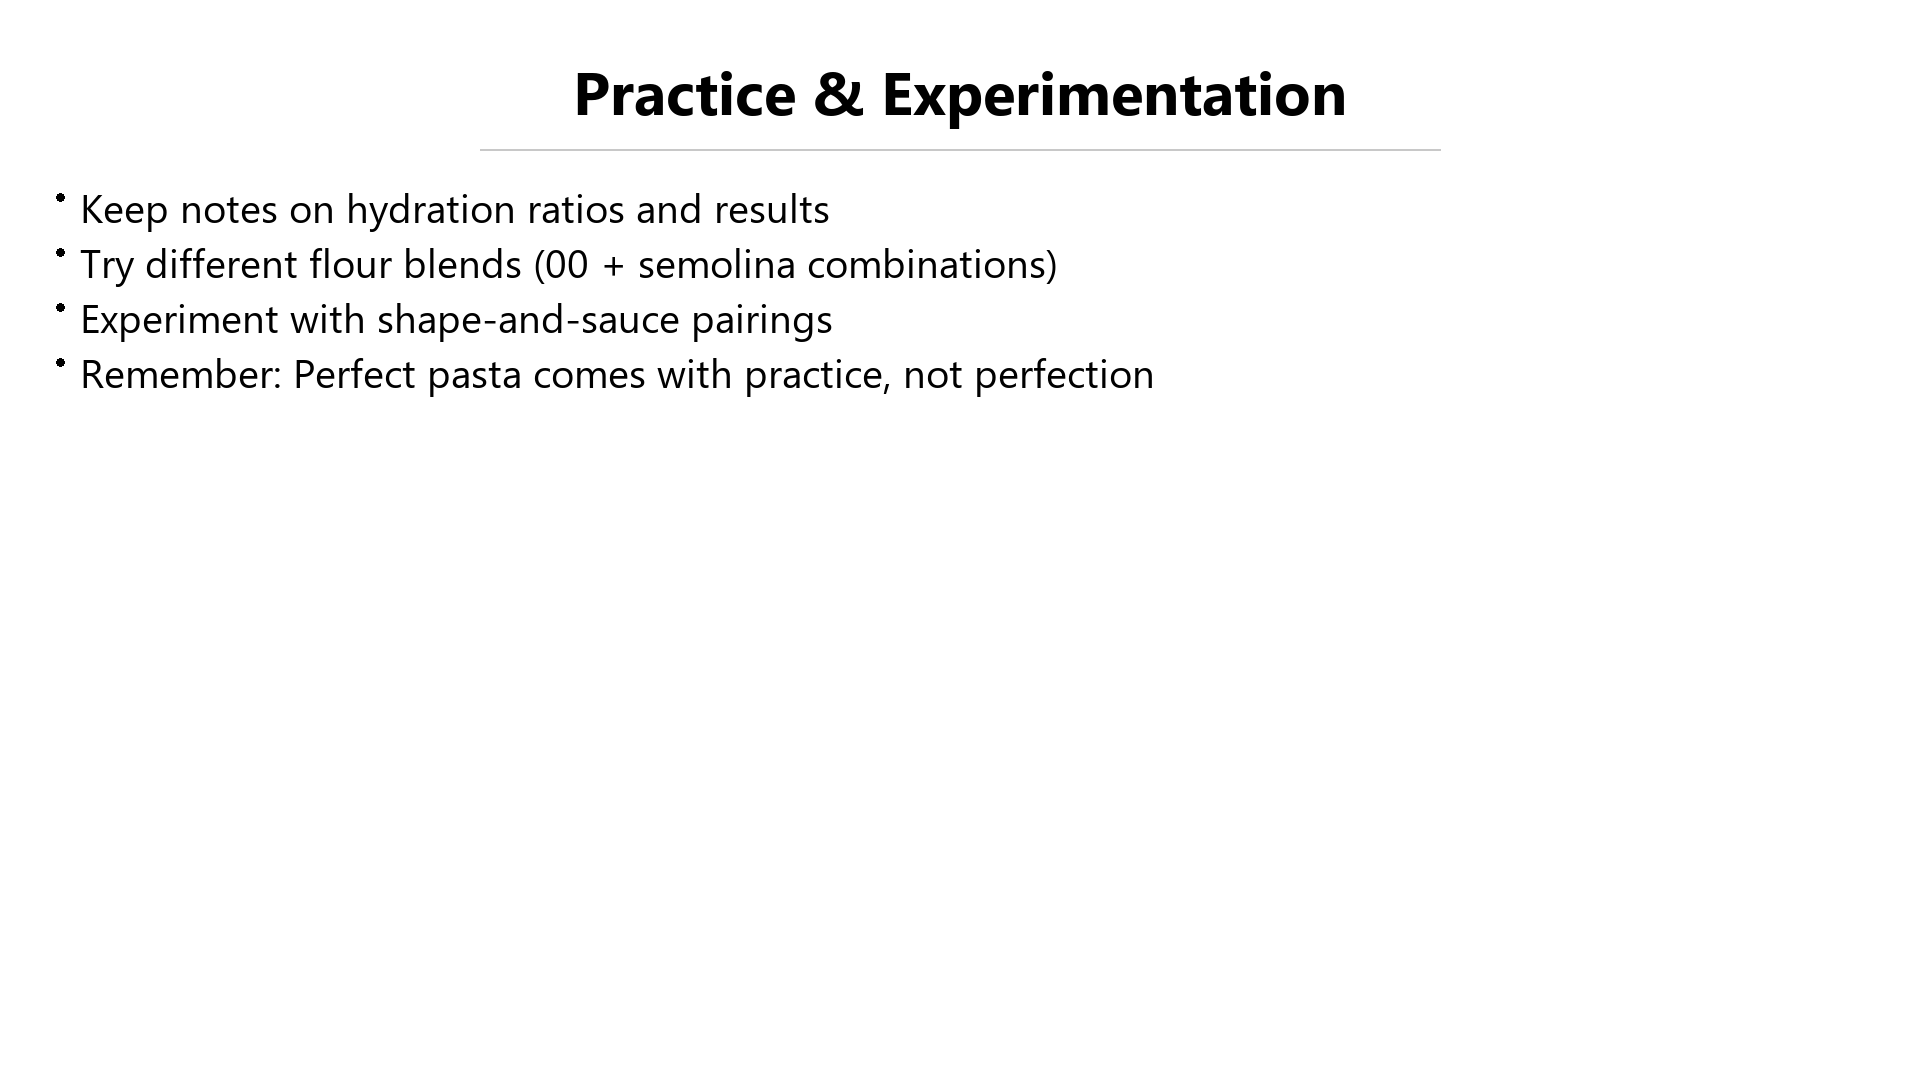 Practice & Experimentation
• Keep notes on hydration ratios and results
• Try different flour blends (00 + semolina combinations)
• Experiment with shape-and-sauce pairings
• Remember: Perfect pasta comes with practice, not perfection